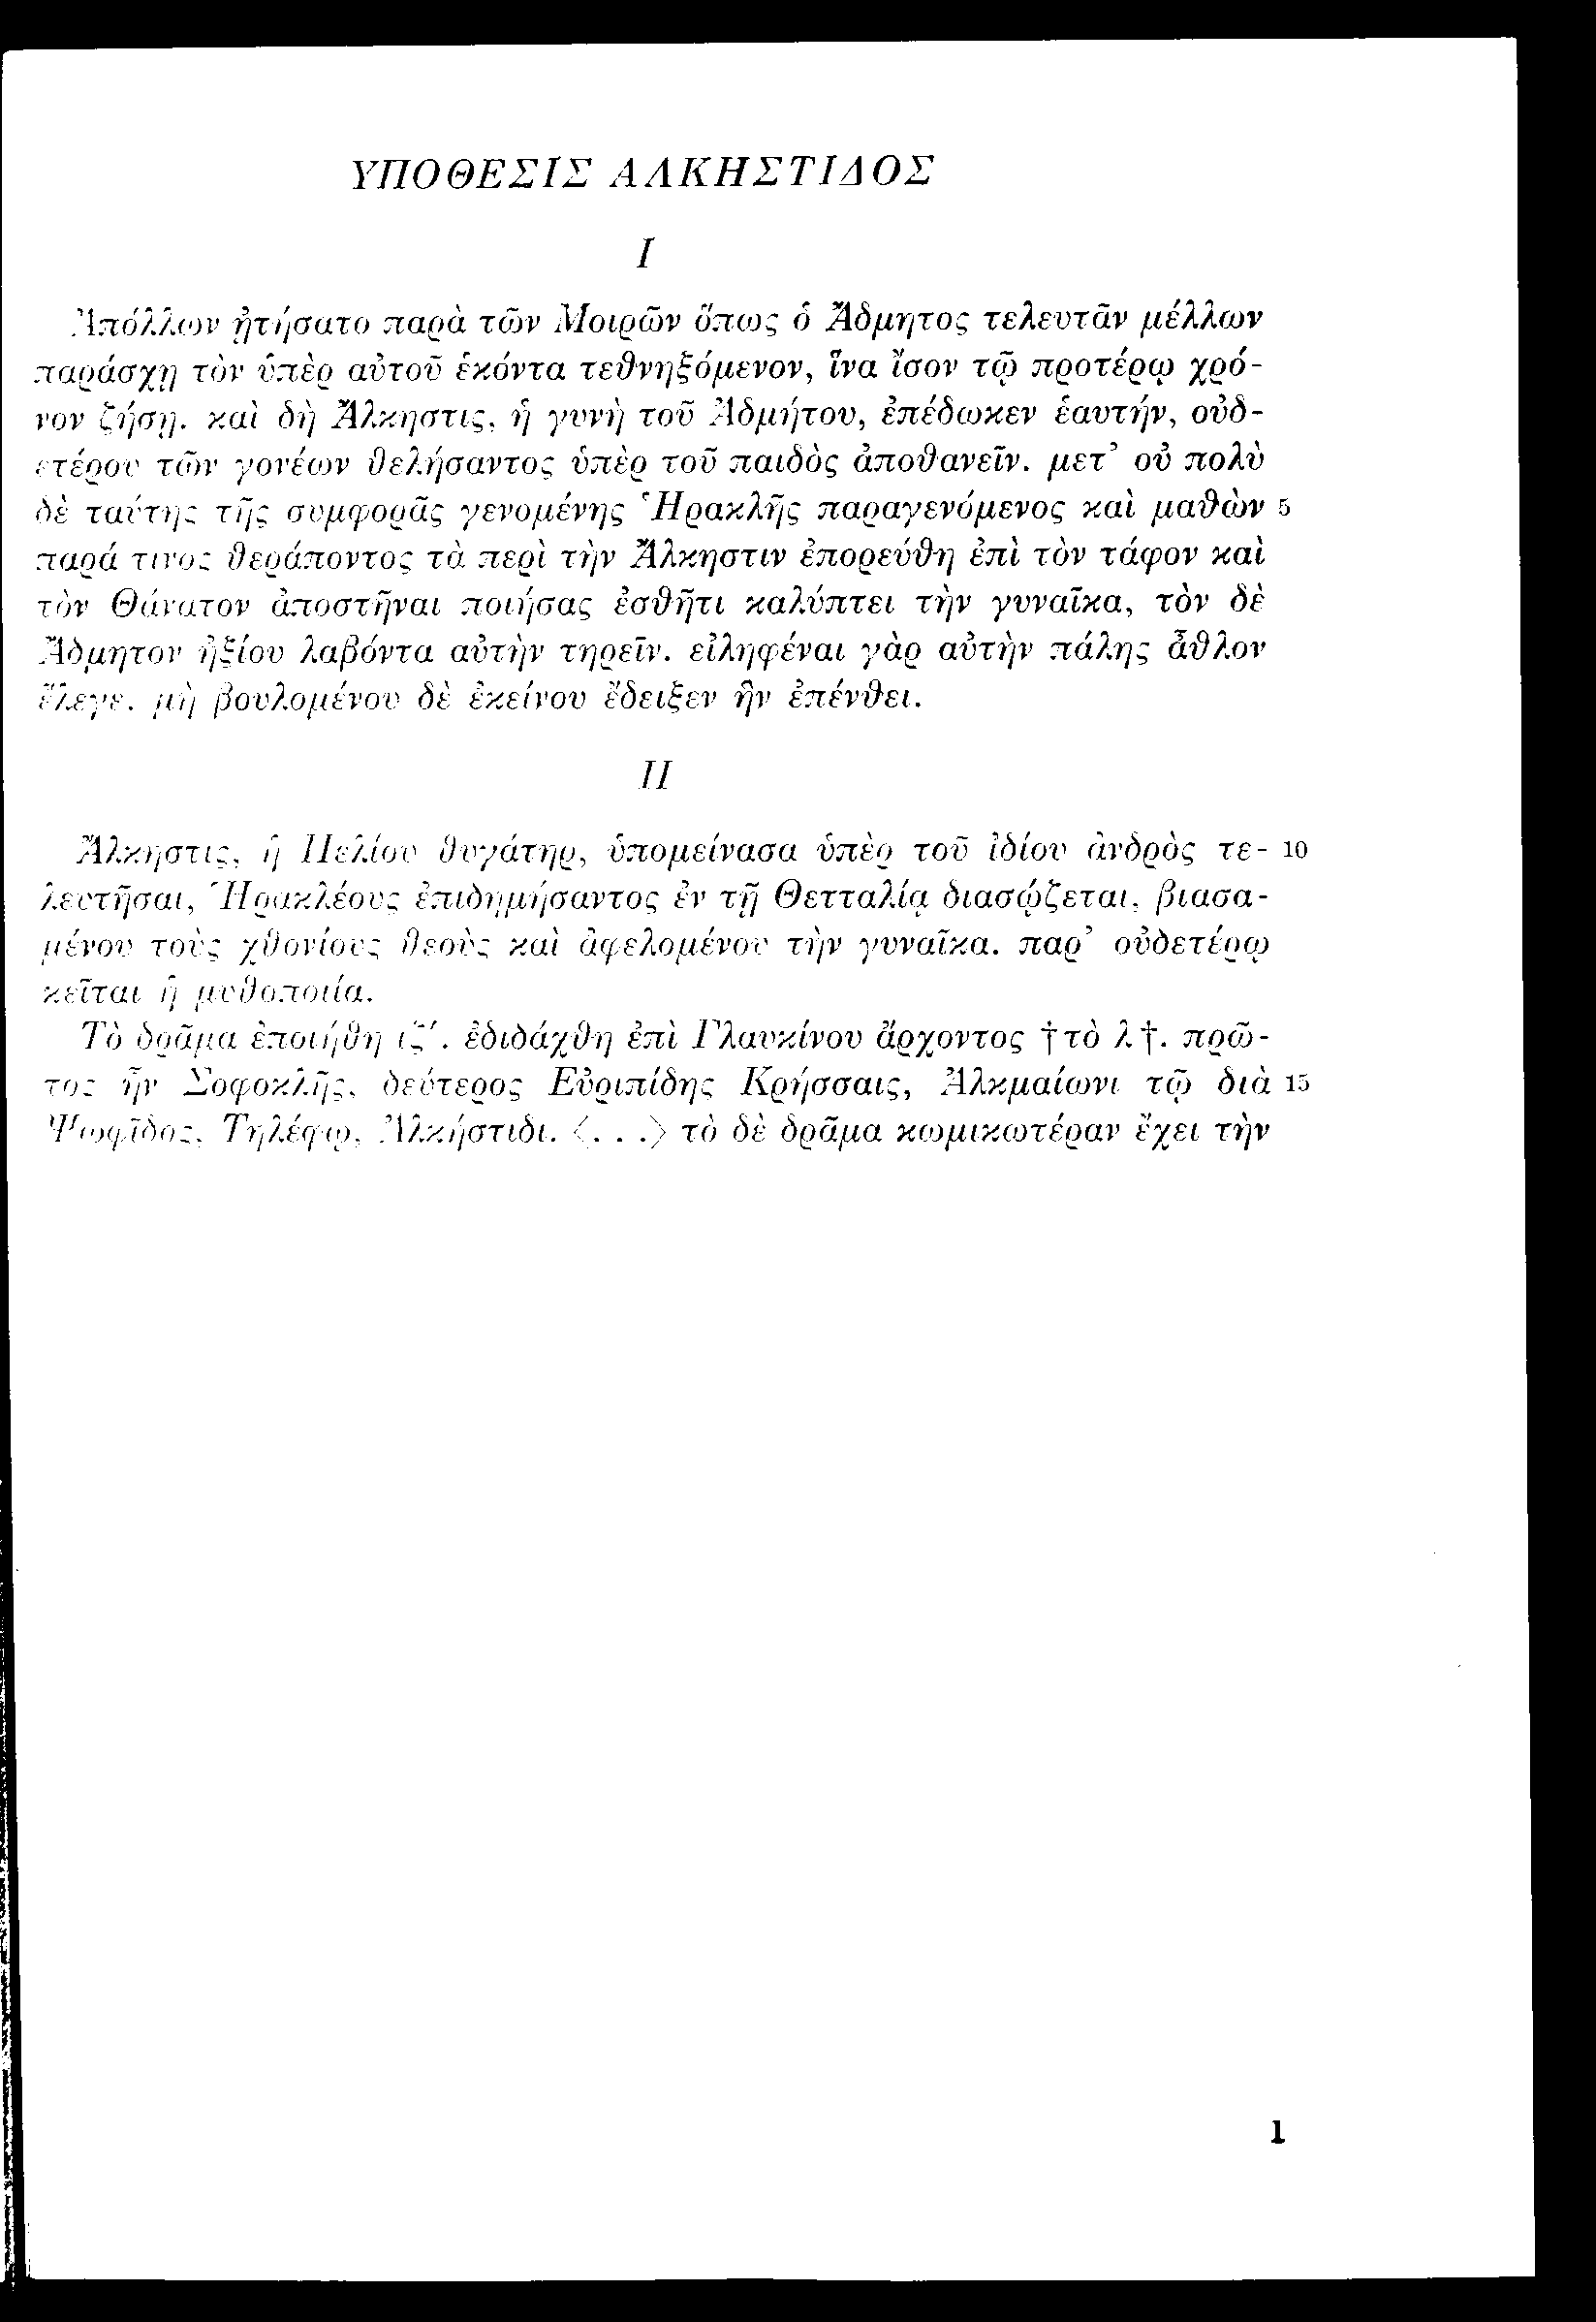 ΥΠΟΘΕΣΙΣ ΑΛΚΗΣΤΙΔΟΣ
I
Ἀπόλλων ᾐτήσατο παρὰ τῶν Μοιρῶν ὅπως ὁ Ἄδμητος τελευτᾶν μέλλων
παράσχῃ τὸν ὑπὲρ αὐτοῦ ἑκόντα τεθνηξόμενον, ἵνα ἴσον τῷ προτέρῳ χρό-
νον ζήσῃ. καὶ δὴ Ἄλκηστις, ἡ γυνὴ τοῦ Ἀδμήτου, ἐπέδωκεν ἑαυτήν, οὐδ-
ετέρου τῶν γονέων θελήσαντος ὑπὲρ τοῦ παιδὸς ἀποθανεῖν. μετ’ οὐ πολὺ
δὲ ταύτης τῆς συμφορᾶς γενομένης Ἡρακλῆς παραγενόμενος καὶ μαθὼν 5
παρά τινος θεράποντος τὰ περὶ τὴν Ἄλκηστιν ἐπορεύθη ἐπὶ τὸν τάφον καὶ
τὸν Θάνατον ἀποστῆναι ποιήσας ἐσθῆτι καλύπτει τὴν γυναῖκα, τὸν δὲ
Ἄδμητον ἠξίου λαβόντα αὐτὴν τηρεῖν. εἰληφέναι γὰρ αὐτὴν πάλης ἆθλον
ἔλεγε. μὴ βουλομένου δὲ ἐκείνου ἔδειξεν ἣν ἐπένθει.
II
Ἄλκηστις, ἡ Πελίου θυγάτηρ, ὑπομείνασα ὑπὲρ τοῦ ἰδίου ἀνδρὸς τε- 10
λευτῆσαι, Ἡρακλέους ἐπιδημήσαντος ἐν τῇ Θετταλίᾳ διασῴζεται, βιασα-
μένου τοὺς χθονίους θεοὺς καὶ ἀφελομένου τὴν γυναῖκα. παρ’ οὐδετέρῳ
κεῖται ἡ μυθοποιία.
Τὸ δρᾶμα ἐποιήθη ιζʹ. ἐδιδάχθη ἐπὶ Γλαυκίνου ἄρχοντος †τὸ λ†. πρῶ-
τος ἦν Σοφοκλῆς, δεύτερος Εὐριπίδης Κρήσσαις, Ἀλκμαίωνι τῷ διὰ 15
Ψωφῖδος, Τηλέφῳ, Ἀλκήστιδι. <...> τὸ δὲ δρᾶμα κωμικωτέραν ἔχει τὴν
1